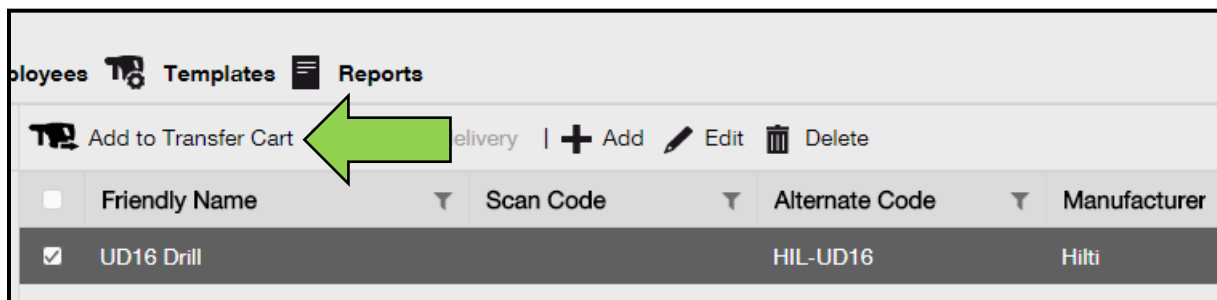 ployees Templates Reports
Add to Transfer Cart elivery | Add Edit Delete
Friendly Name Scan Code Alternate Code Manufacturer
UD16 Drill HIL-UD16 Hilti